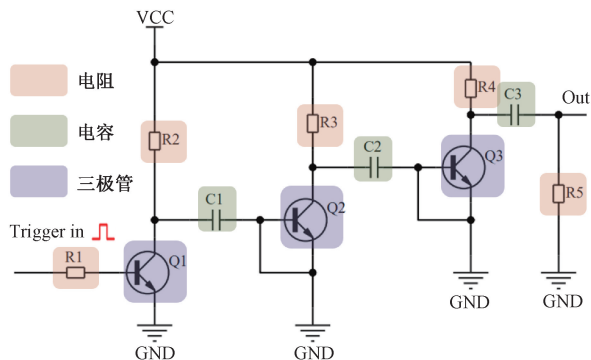 VCC
电阻
电容
三极管
R2
R3
R4
C3
Out
C2
Q3
C1
Q2
R5
Trigger in
R1
Q1
GND
GND
GND
GND